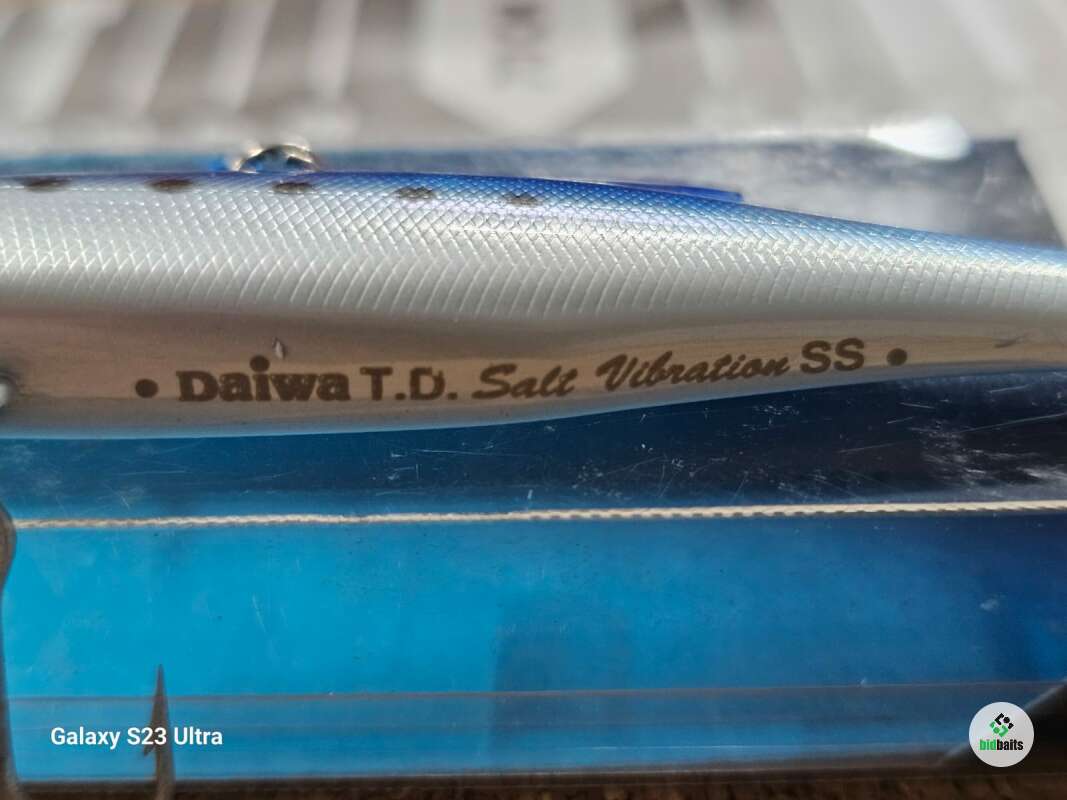 • Daiwa T.D. Salt Vibration SS •
Galaxy S23 Ultra
bidbaits